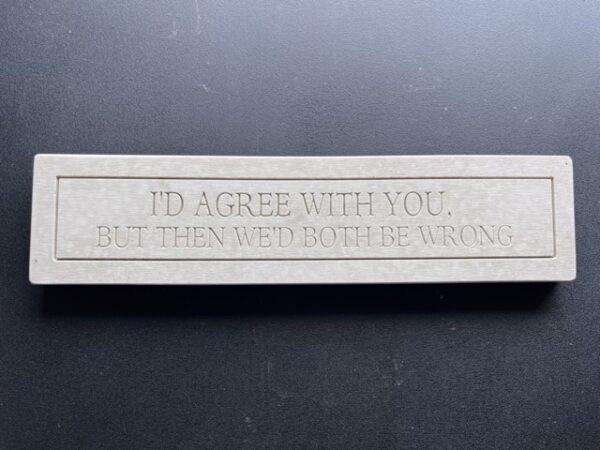 I'D AGREE WITH YOU,
BUT THEN WE'D BOTH BE WRONG